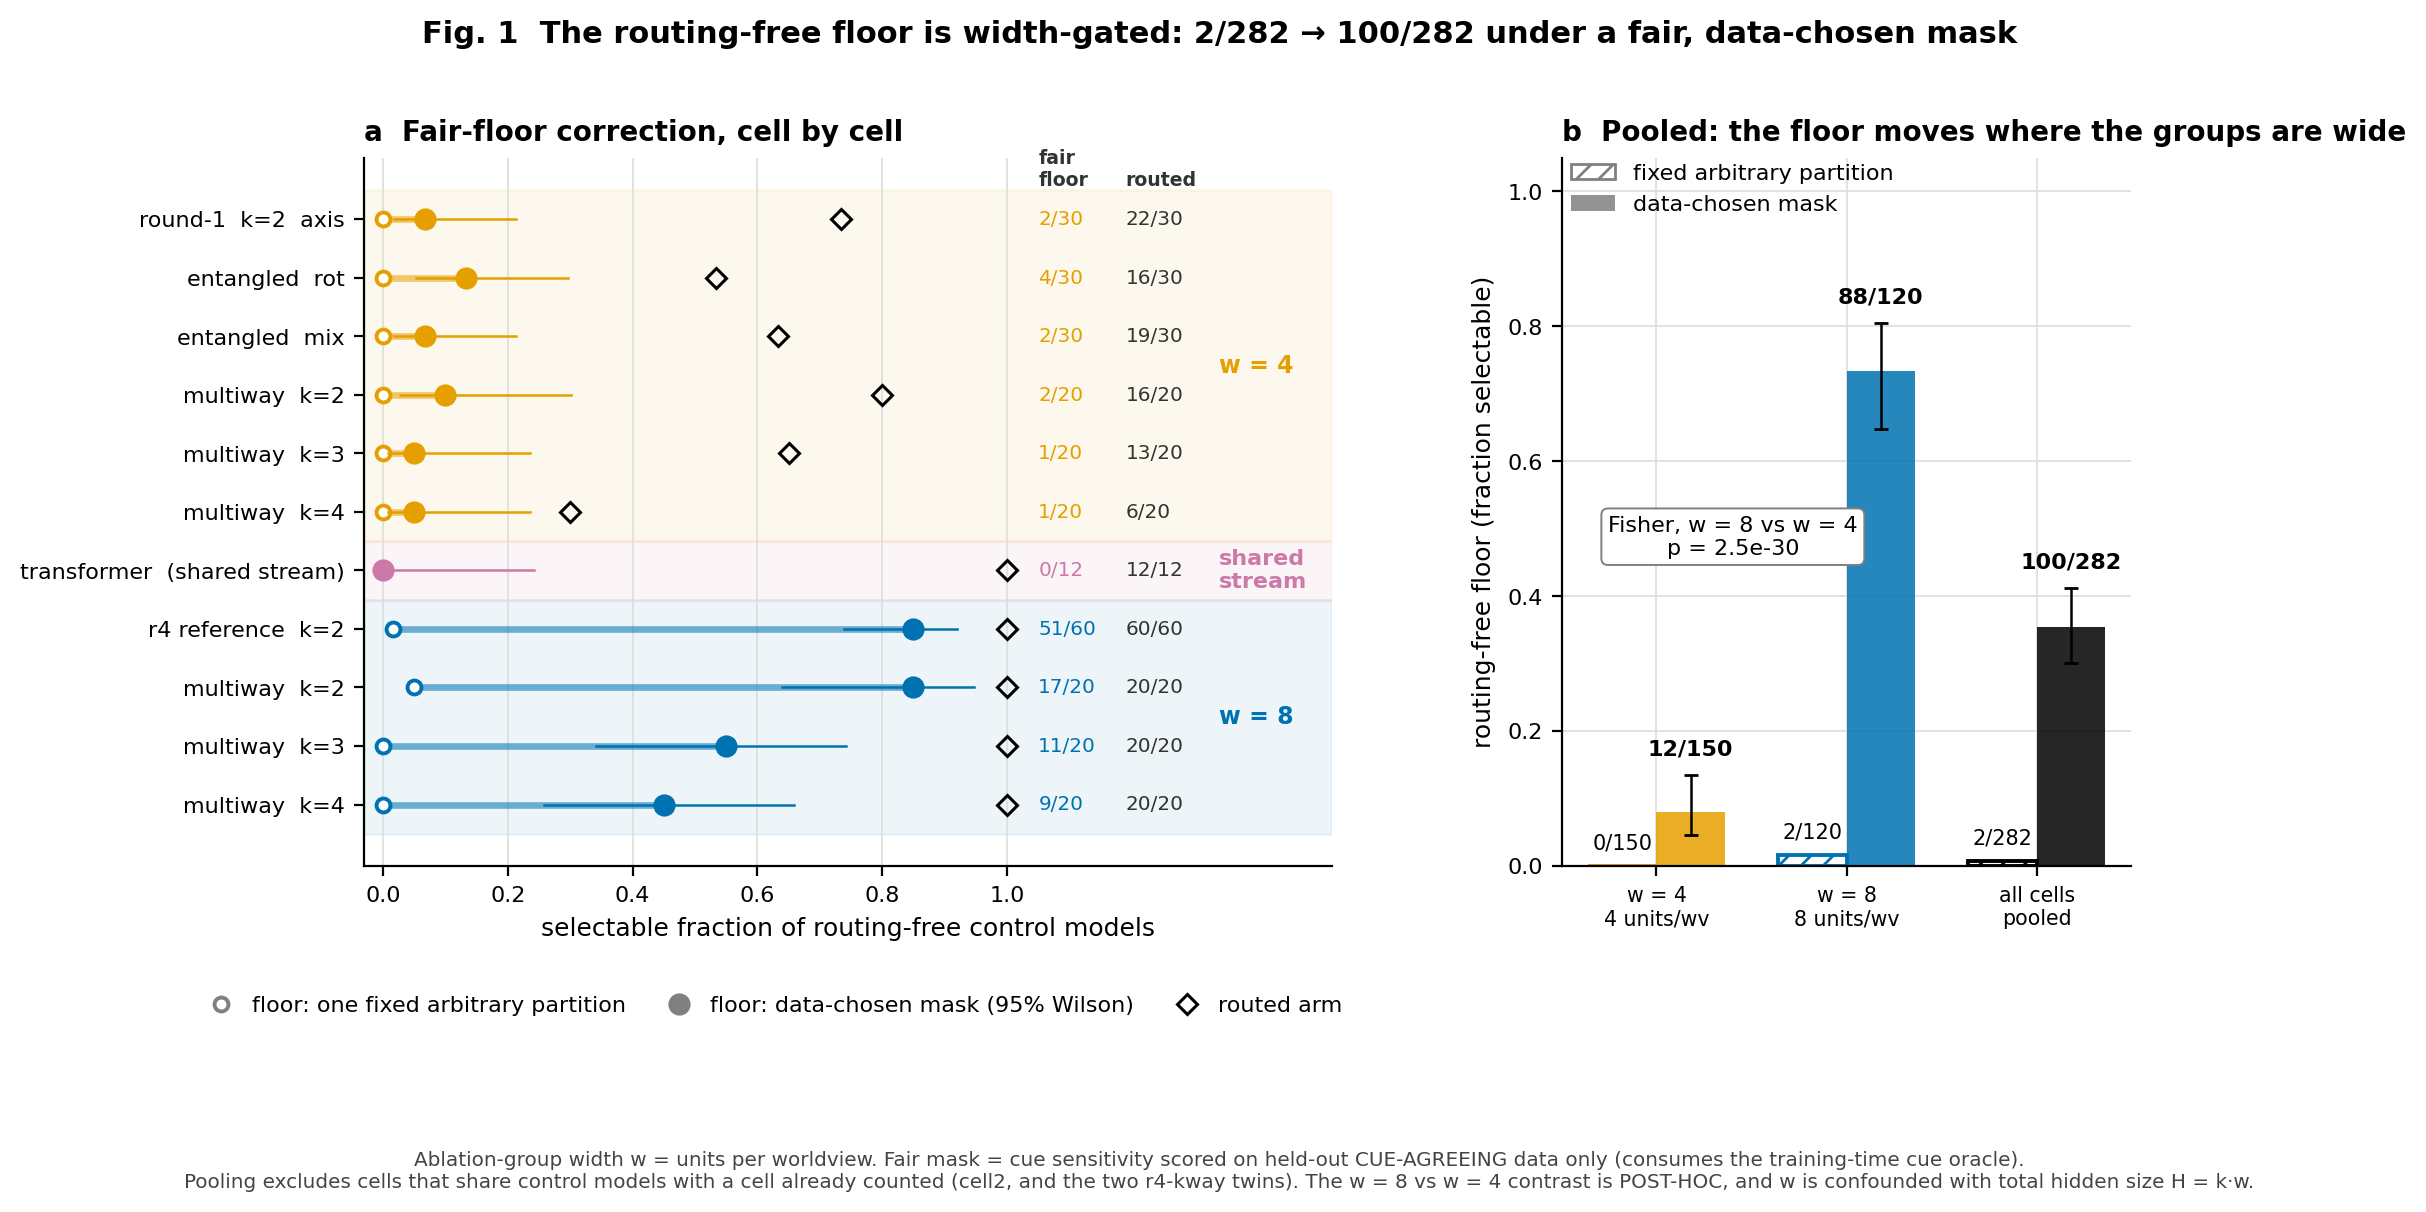 Fig. 1  The routing-free floor is width-gated: 2/282 → 100/282 under a fair, data-chosen mask
a  Fair-floor correction, cell by cell
fair
floor
routed
round-1  k=2  axis
2/30
22/30
entangled  rot
4/30
16/30
entangled  mix
2/30
19/30
w = 4
multiway  k=2
2/20
16/20
multiway  k=3
1/20
13/20
multiway  k=4
1/20
6/20
transformer  (shared stream)
0/12
12/12
shared
stream
r4 reference  k=2
51/60
60/60
multiway  k=2
17/20
20/20
w = 8
multiway  k=3
11/20
20/20
multiway  k=4
9/20
20/20
0.0
0.2
0.4
0.6
0.8
1.0
selectable fraction of routing-free control models
floor: one fixed arbitrary partition
floor: data-chosen mask (95% Wilson)
routed arm
b  Pooled: the floor moves where the groups are wide
fixed arbitrary partition
data-chosen mask
routing-free floor (fraction selectable)
1.0
0.8
0.6
0.4
0.2
0.0
88/120
Fisher, w = 8 vs w = 4
p = 2.5e-30
100/282
12/150
0/150
2/120
2/282
w = 4
4 units/wv
w = 8
8 units/wv
all cells
pooled
Ablation-group width w = units per worldview. Fair mask = cue sensitivity scored on held-out CUE-AGREEING data only (consumes the training-time cue oracle).
Pooling excludes cells that share control models with a cell already counted (cell2, and the two r4-kway twins). The w = 8 vs w = 4 contrast is POST-HOC, and w is confounded with total hidden size H = k·w.